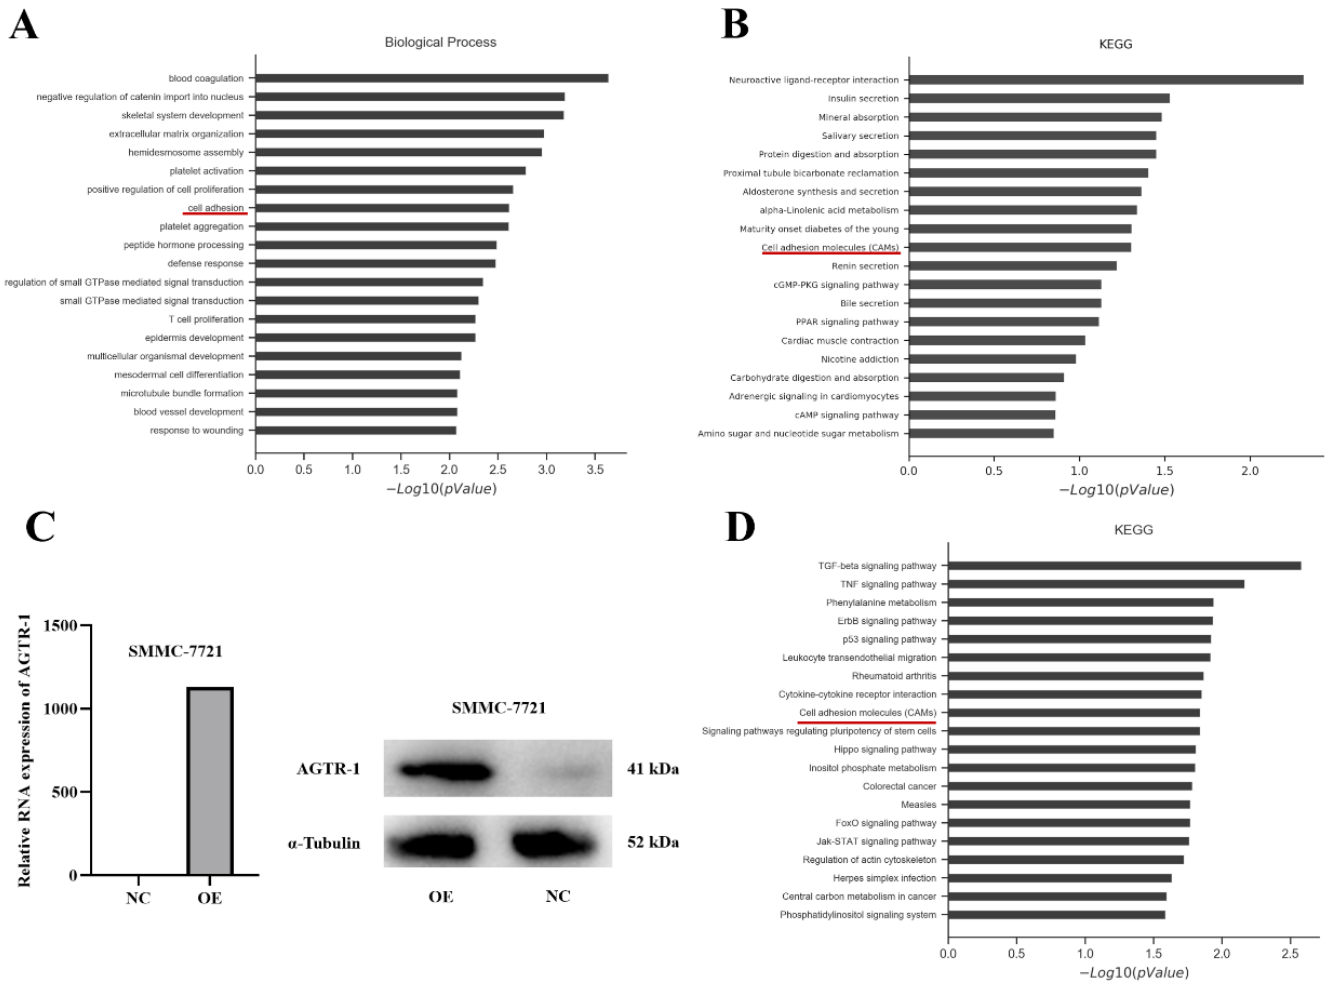 A
Biological Process
blood coagulation
negative regulation of catenin import into nucleus
skeletal system development
extracellular matrix organization
hemidesmosome assembly
platelet activation
positive regulation of cell proliferation
cell adhesion
platelet aggregation
peptide hormone processing
defense response
regulation of small GTPase mediated signal transduction
small GTPase mediated signal transduction
T cell proliferation
epidermis development
multicellular organismal development
mesodermal cell differentiation
microtubule bundle formation
blood vessel development
response to wounding
0.0 0.5 1.0 1.5 2.0 2.5 3.0 3.5
−Log10(pValue)
B
KEGG
Neuroactive ligand-receptor interaction
Insulin secretion
Mineral absorption
Salivary secretion
Protein digestion and absorption
Proximal tubule bicarbonate reclamation
Aldosterone synthesis and secretion
alpha-Linolenic acid metabolism
Maturity onset diabetes of the young
Cell adhesion molecules (CAMs)
Renin secretion
cGMP-PKG signaling pathway
Bile secretion
PPAR signaling pathway
Cardiac muscle contraction
Nicotine addiction
Carbohydrate digestion and absorption
Adrenergic signaling in cardiomyocytes
cAMP signaling pathway
Amino sugar and nucleotide sugar metabolism
0.0 0.5 1.0 1.5 2.0
−Log10(pValue)
C
Relative RNA expression of AGTR-1
1500
1000
500
0
SMMC-7721
NC OE
SMMC-7721
AGTR-1 41 kDa
α-Tubulin 52 kDa
OE NC
D
KEGG
TGF-beta signaling pathway
TNF signaling pathway
Phenylalanine metabolism
ErbB signaling pathway
p53 signaling pathway
Leukocyte transendothelial migration
Rheumatoid arthritis
Cytokine-cytokine receptor interaction
Cell adhesion molecules (CAMs)
Signaling pathways regulating pluripotency of stem cells
Hippo signaling pathway
Inositol phosphate metabolism
Colorectal cancer
Measles
FoxO signaling pathway
Jak-STAT signaling pathway
Regulation of actin cytoskeleton
Herpes simplex infection
Central carbon metabolism in cancer
Phosphatidylinositol signaling system
0.0 0.5 1.0 1.5 2.0 2.5
−Log10(pValue)